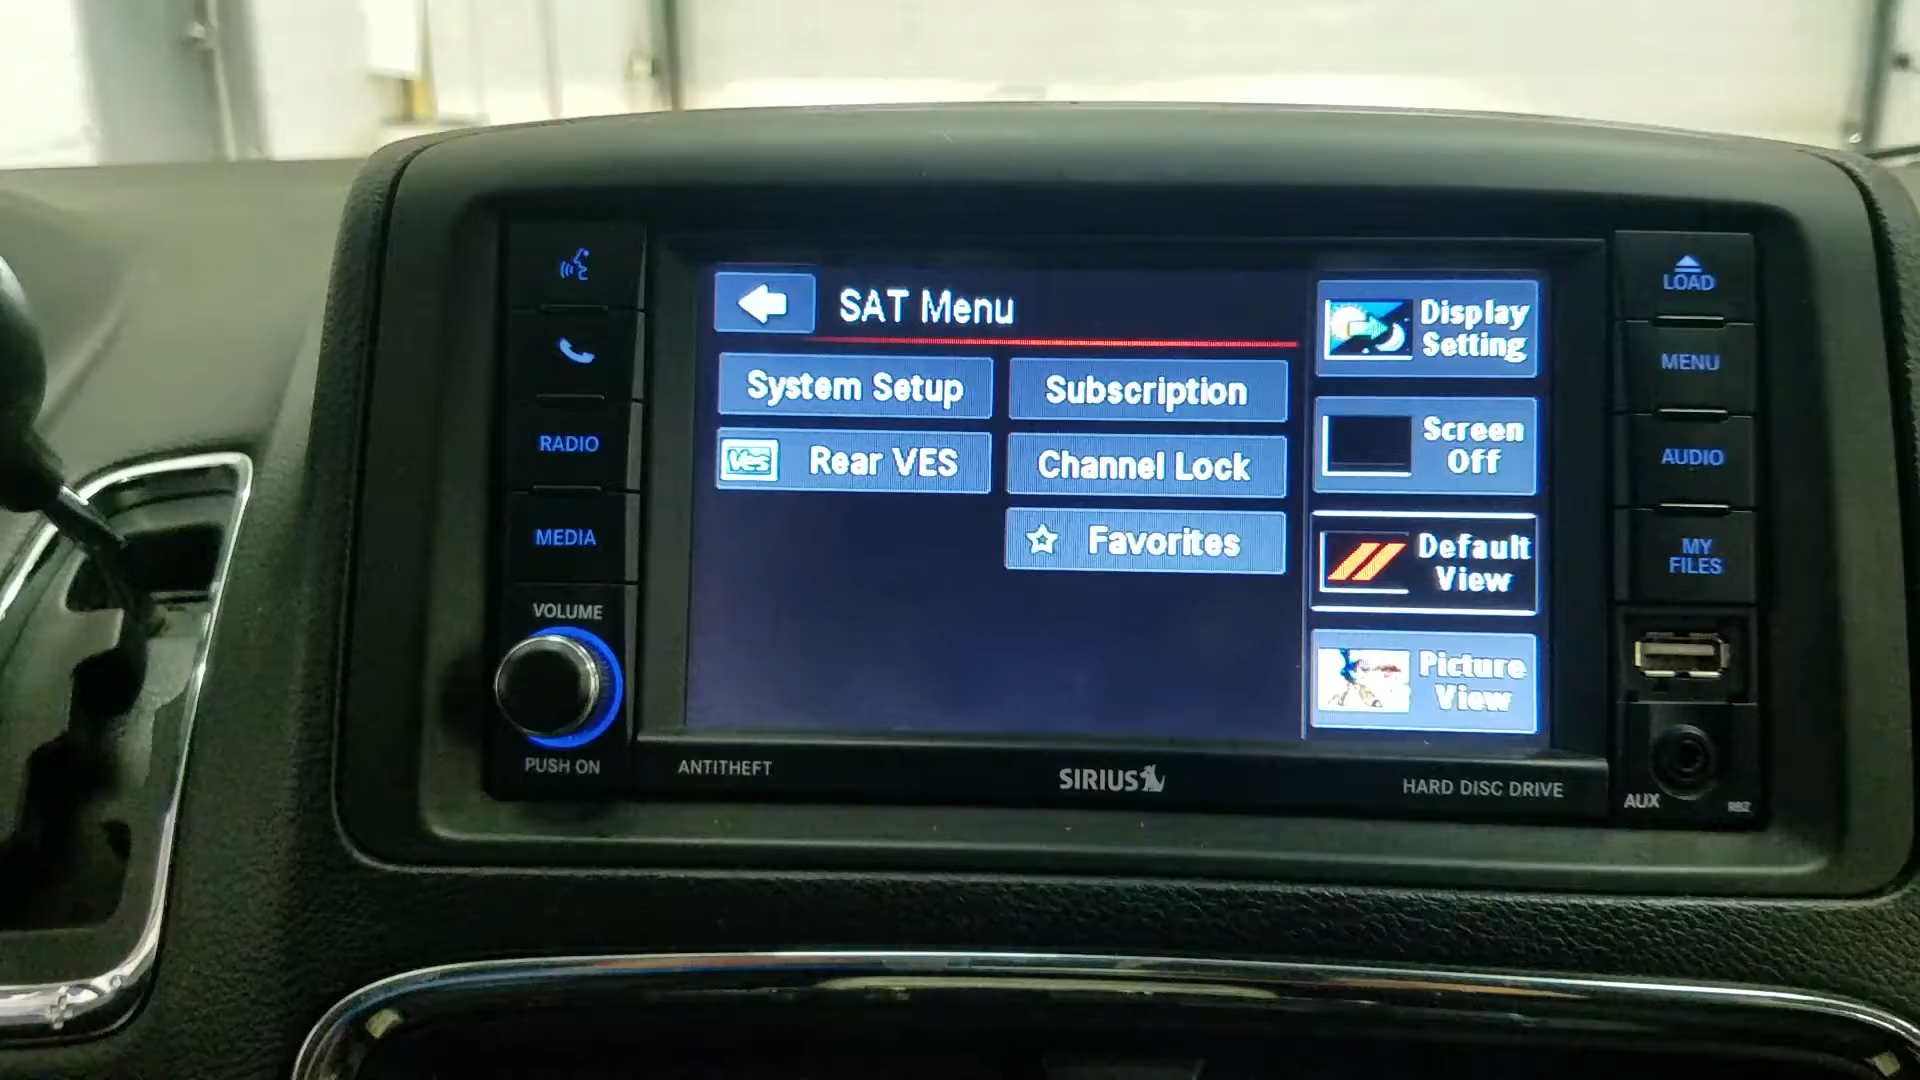 SAT Menu
System Setup
Subscription
Ves
Rear VES
Channel Lock
Favorites
Display
Setting
Screen
Off
Default
View
Picture
View
RADIO
MEDIA
VOLUME
PUSH ON
LOAD
MENU
AUDIO
MY
FILES
AUX
RBZ
ANTITHEFT
SIRIUS
HARD DISC DRIVE